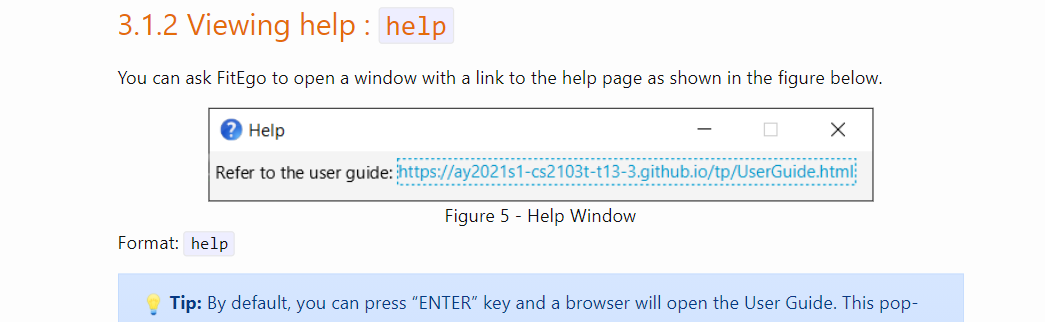 3.1.2 Viewing help : help
You can ask FitEgo to open a window with a link to the help page as shown in the figure below.
Help
Refer to the user guide: https://ay2021s1-cs2103t-t13-3.github.io/tp/UserGuide.html
Figure 5 - Help Window
Format: help
Tip: By default, you can press “ENTER” key and a browser will open the User Guide. This pop-